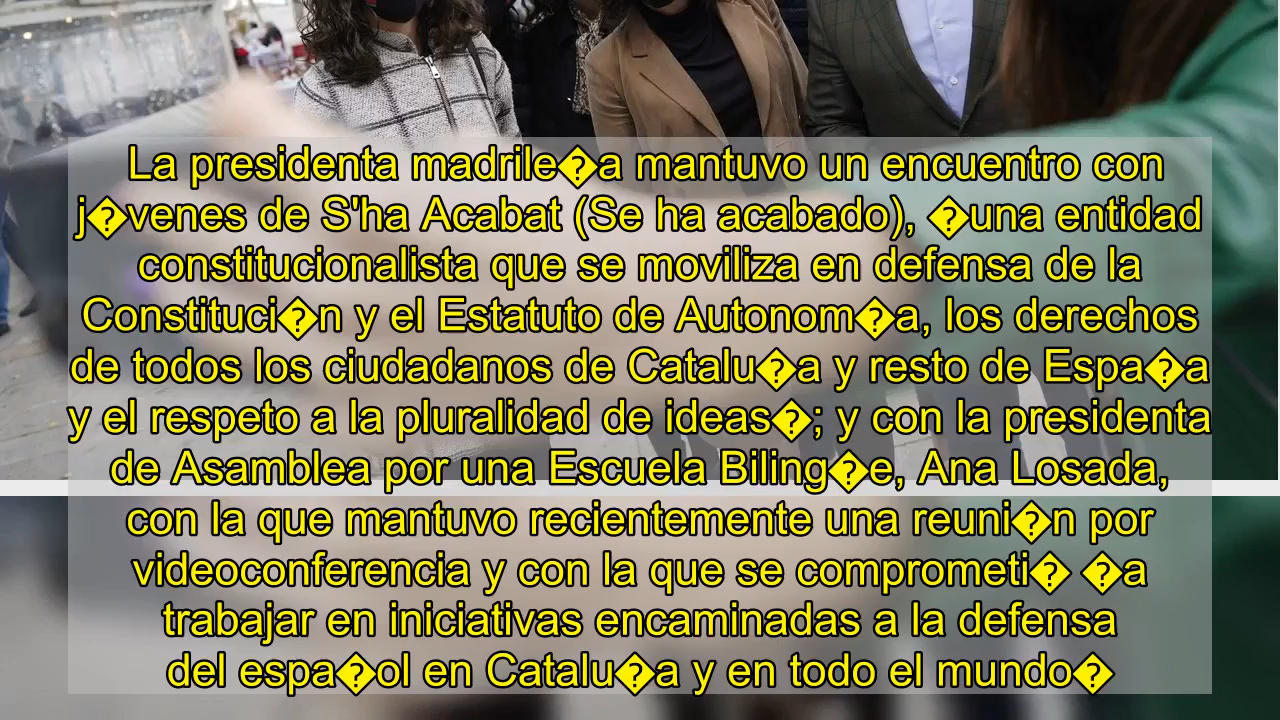 La presidenta madrile�a mantuvo un encuentro con
j�venes de S'ha Acabat (Se ha acabado), �una entidad
constitucionalista que se moviliza en defensa de la
Constituci�n y el Estatuto de Autonom�a, los derechos
de todos los ciudadanos de Catalu�a y resto de Espa�a
y el respeto a la pluralidad de ideas�; y con la presidenta
de Asamblea por una Escuela Biling�e, Ana Losada,
con la que mantuvo recientemente una reuni�n por
videoconferencia y con la que se comprometi� �a
trabajar en iniciativas encaminadas a la defensa
del espa�ol en Catalu�a y en todo el mundo�